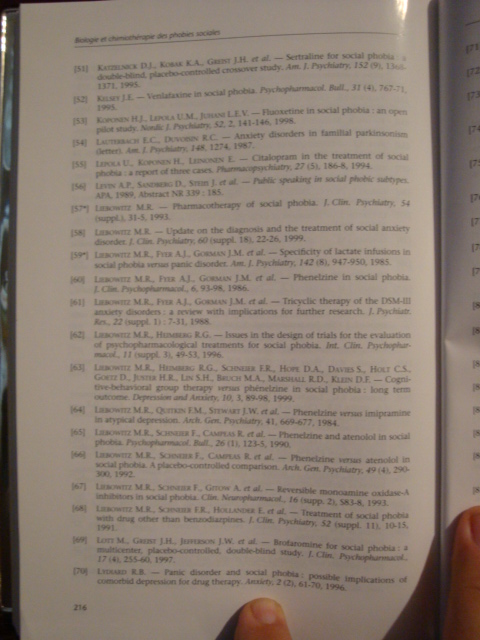 Biologie et chimiothérapie des phobies sociales
[51] KATZELNICK D.J., KOBAK K.A., GREIST J.H. et al. — Sertraline for social phobia : a
double-blind, placebo-controlled crossover study. Am. J. Psychiatry, 152 (9), 1368-
1371, 1995.
[52] KELSEY J.E. — Venlafaxine in social phobia. Psychopharmacol. Bull., 31 (4), 767-71,
1995.
[53] KOPONEN H.J., LEPOLA U.M., JUHANI L.E.V. — Fluoxetine in social phobia : an open
pilot study. Nordic J. Psychiatry, 52, 2, 141-146, 1998.
[54] LAUTERBACH E.C., DUVOISIN R.C. — Anxiety disorders in familial parkinsonism
(letter). Am. J. Psychiatry, 148, 1274, 1987.
[55] LEPOLA U., KOPONEN H., LEINONEN E. — Citalopram in the treatment of social
phobia : a report of three cases. Pharmacopsychiatry, 27 (5), 186-8, 1994.
[56] LEVIN A.P., SANDBERG D., STEIN J. et al. — Public speaking in social phobic subtypes.
APA, 1989, Abstract NR 339 : 185.
[57*] LIEBOWITZ M.R. — Pharmacotherapy of social phobia. J. Clin. Psychiatry, 54
(suppl.), 31-5, 1993.
[58] LIEBOWITZ M.R. — Update on the diagnosis and the treatment of social anxiety
disorder. J. Clin. Psychiatry, 60 (suppl. 18), 22-26, 1999.
[59*] LIEBOWITZ M.R., FYER A.J., GORMAN J.M. et al. — Specificity of lactate infusions in
social phobia versus panic disorder. Am. J. Psychiatry, 142 (8), 947-950, 1985.
[60] LIEBOWITZ M.R., FYER A.J., GORMAN J.M. et al. — Phenelzine in social phobia.
J. Clin. Psychopharmacol., 6, 93-98, 1986.
[61] LIEBOWITZ M.R., FYER A.J., GORMAN J.M. et al. — Tricyclic therapy of the DSM-III
anxiety disorders : a review with implications for further research. J. Psychiatr.
Res., 22 (suppl. 1) : 7-31, 1988.
[62] LIEBOWITZ M.R., HEIMBERG R.G. — Issues in the design of trials for the evaluation
of psychopharmacological treatments for social phobia. Int. Clin. Psychophar-
macol., 11 (suppl. 3), 49-53, 1996.
[63] LIEBOWITZ M.R., HEIMBERG R.G., SCHNEIER F.R., HOPE D.A., DAVIES S., HOLT C.S.,
GOETZ D., JUSTER H.R., LIN S.H., BRUCH M.A., MARSHALL R.D., KLEIN D.F. — Cogni-
tive-behavioral group therapy versus phénelzine in social phobia : long term
outcome. Depression and Anxiety, 10, 3, 89-98, 1999.
[64] LIEBOWITZ M.R., QUITKIN F.M., STEWART J.W. et al. — Phenelzine versus imipramine
in atypical depression. Arch. Gen. Psychiatry, 41, 669-677, 1984.
[65] LIEBOWITZ M.R., SCHNEIER F., CAMPEAS R. et al. — Phenelzine and atenolol in social
phobia. Psychopharmacol. Bull., 26 (1), 123-5, 1990.
[66] LIEBOWITZ M.R., SCHNEIER F., CAMPEAS R. et al. — Phenelzine versus atenolol in
social phobia. A placebo-controlled comparison. Arch. Gen. Psychiatry, 49 (4), 290-
300, 1992.
[67] LIEBOWITZ M.R., SCHNEIER F., GITOW A. et al. — Reversible monoamine oxidase-A
inhibitors in social phobia. Clin. Neuropharmacol., 16 (supp. 2), S83-8, 1993.
[68] LIEBOWITZ M.R., SCHNEIER F.R., HOLLANDER E. et al. — Treatment of social phobia
with drug other than benzodiazpines. J. Clin. Psychiatry, 52 (suppl. 11), 10-15,
1991.
[69] LOTT M., GREIST J.H., JEFFERSON J.W. et al. — Brofaromine for social phobia : a
multicenter, placebo-controlled, double-blind study. J. Clin. Psychopharmacol.,
17 (4), 255-60, 1997.
[70] LYDIARD R.B. — Panic disorder and social phobia : possible implications of
comorbid depression for drug therapy. Anxiety, 2 (2), 61-70, 1996.
216